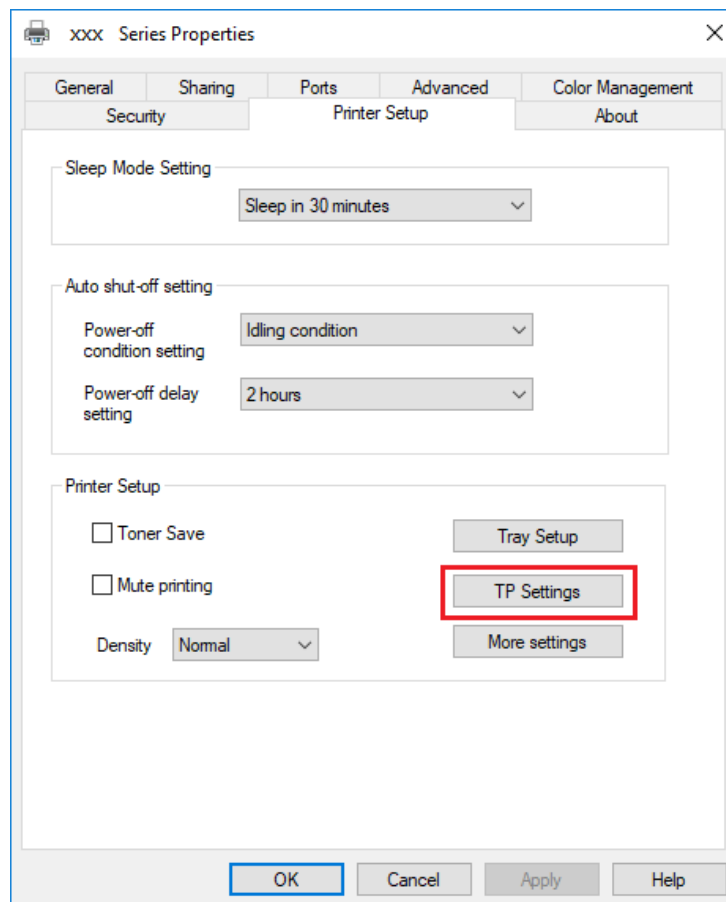 xxx Series Properties
General Sharing Ports Advanced Color Management
Security Printer Setup About
Sleep Mode Setting
Sleep in 30 minutes
Auto shut-off setting
Power-off
condition setting
Idling condition
Power-off delay
setting
2 hours
Printer Setup
Toner Save
Tray Setup
Mute printing
TP Settings
Density Normal
More settings
OK Cancel Apply Help